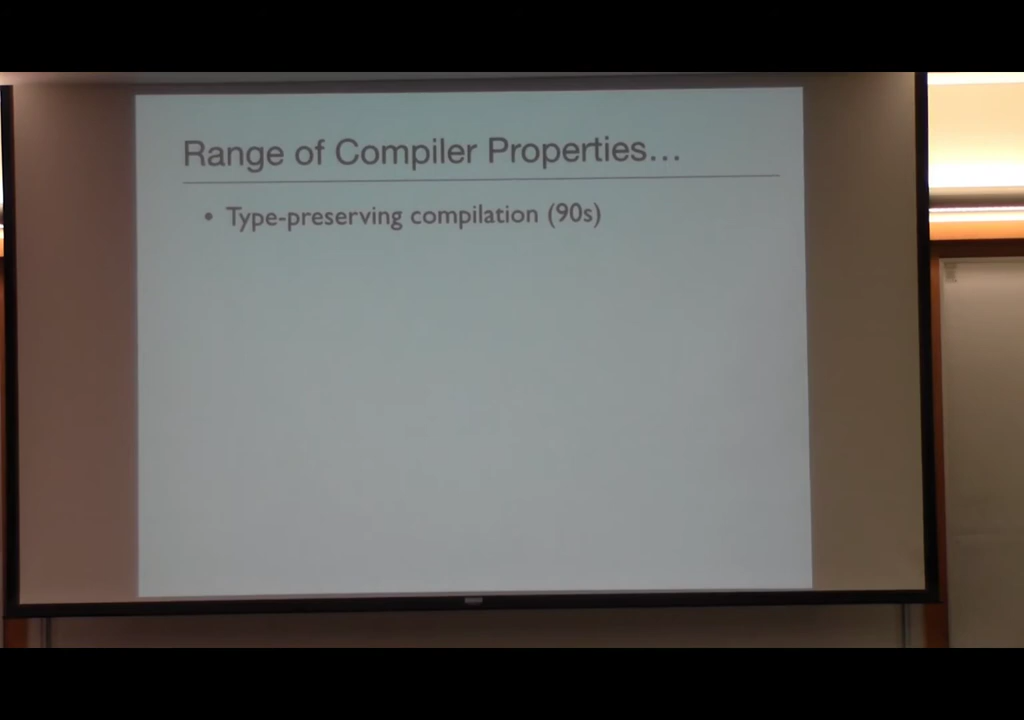 Range of Compiler Properties…
• Type-preserving compilation (90s)